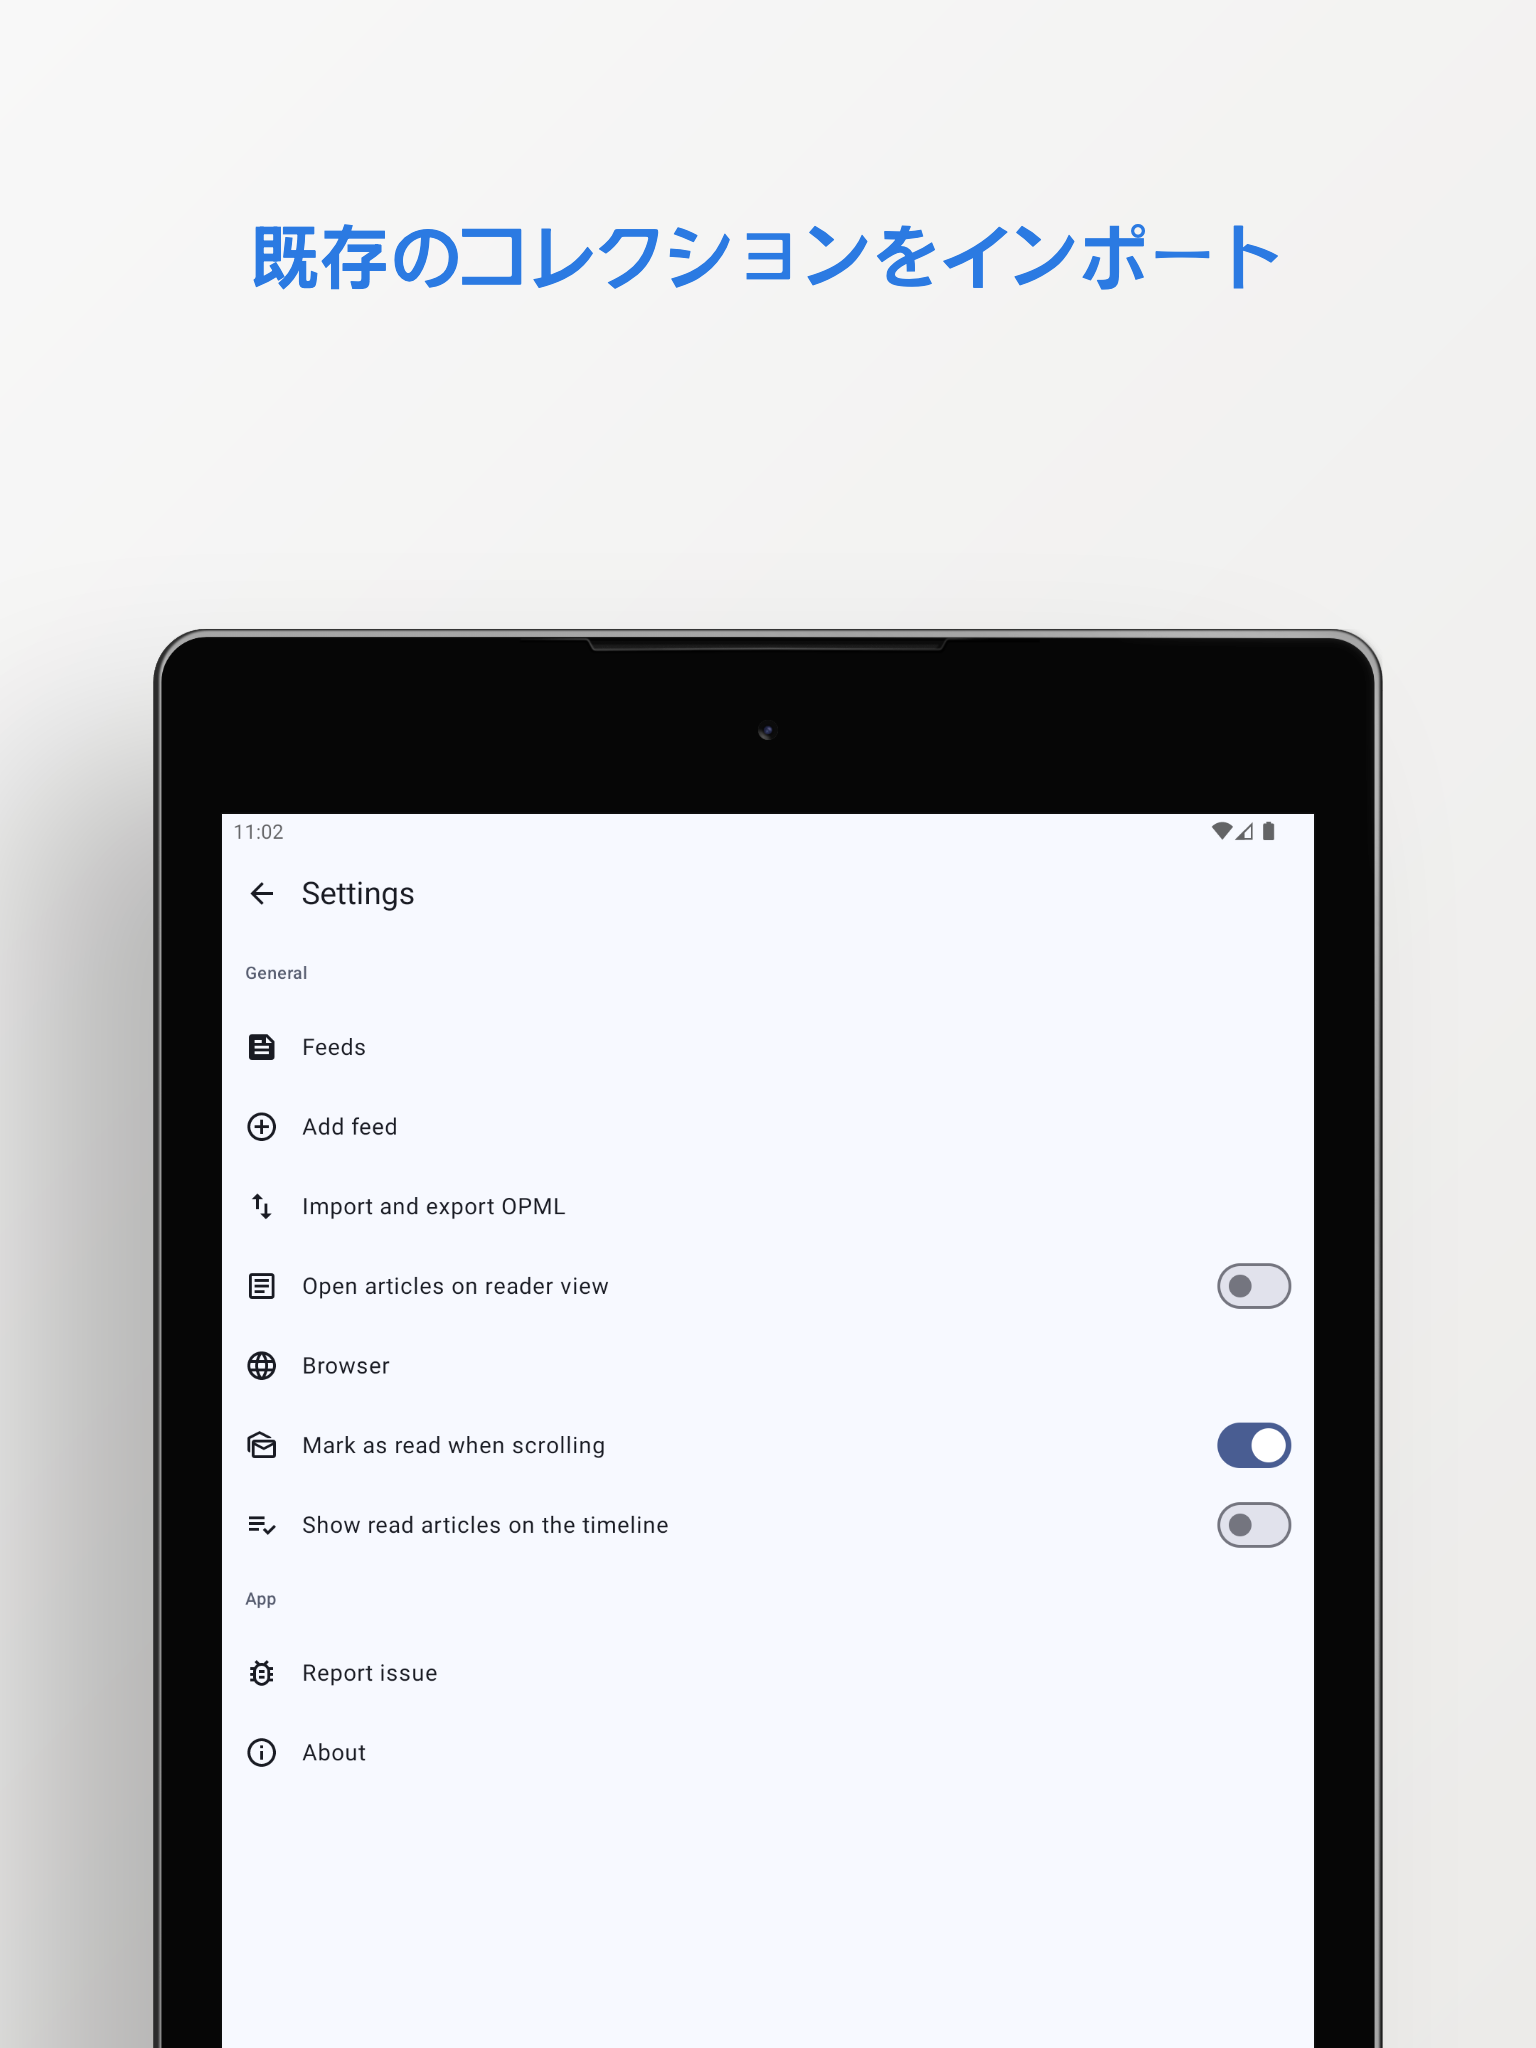 既存のコレクションをインポート
11:02
Settings
General
Feeds
Add feed
Import and export OPML
Open articles on reader view
Browser
Mark as read when scrolling
Show read articles on the timeline
App
Report issue
About